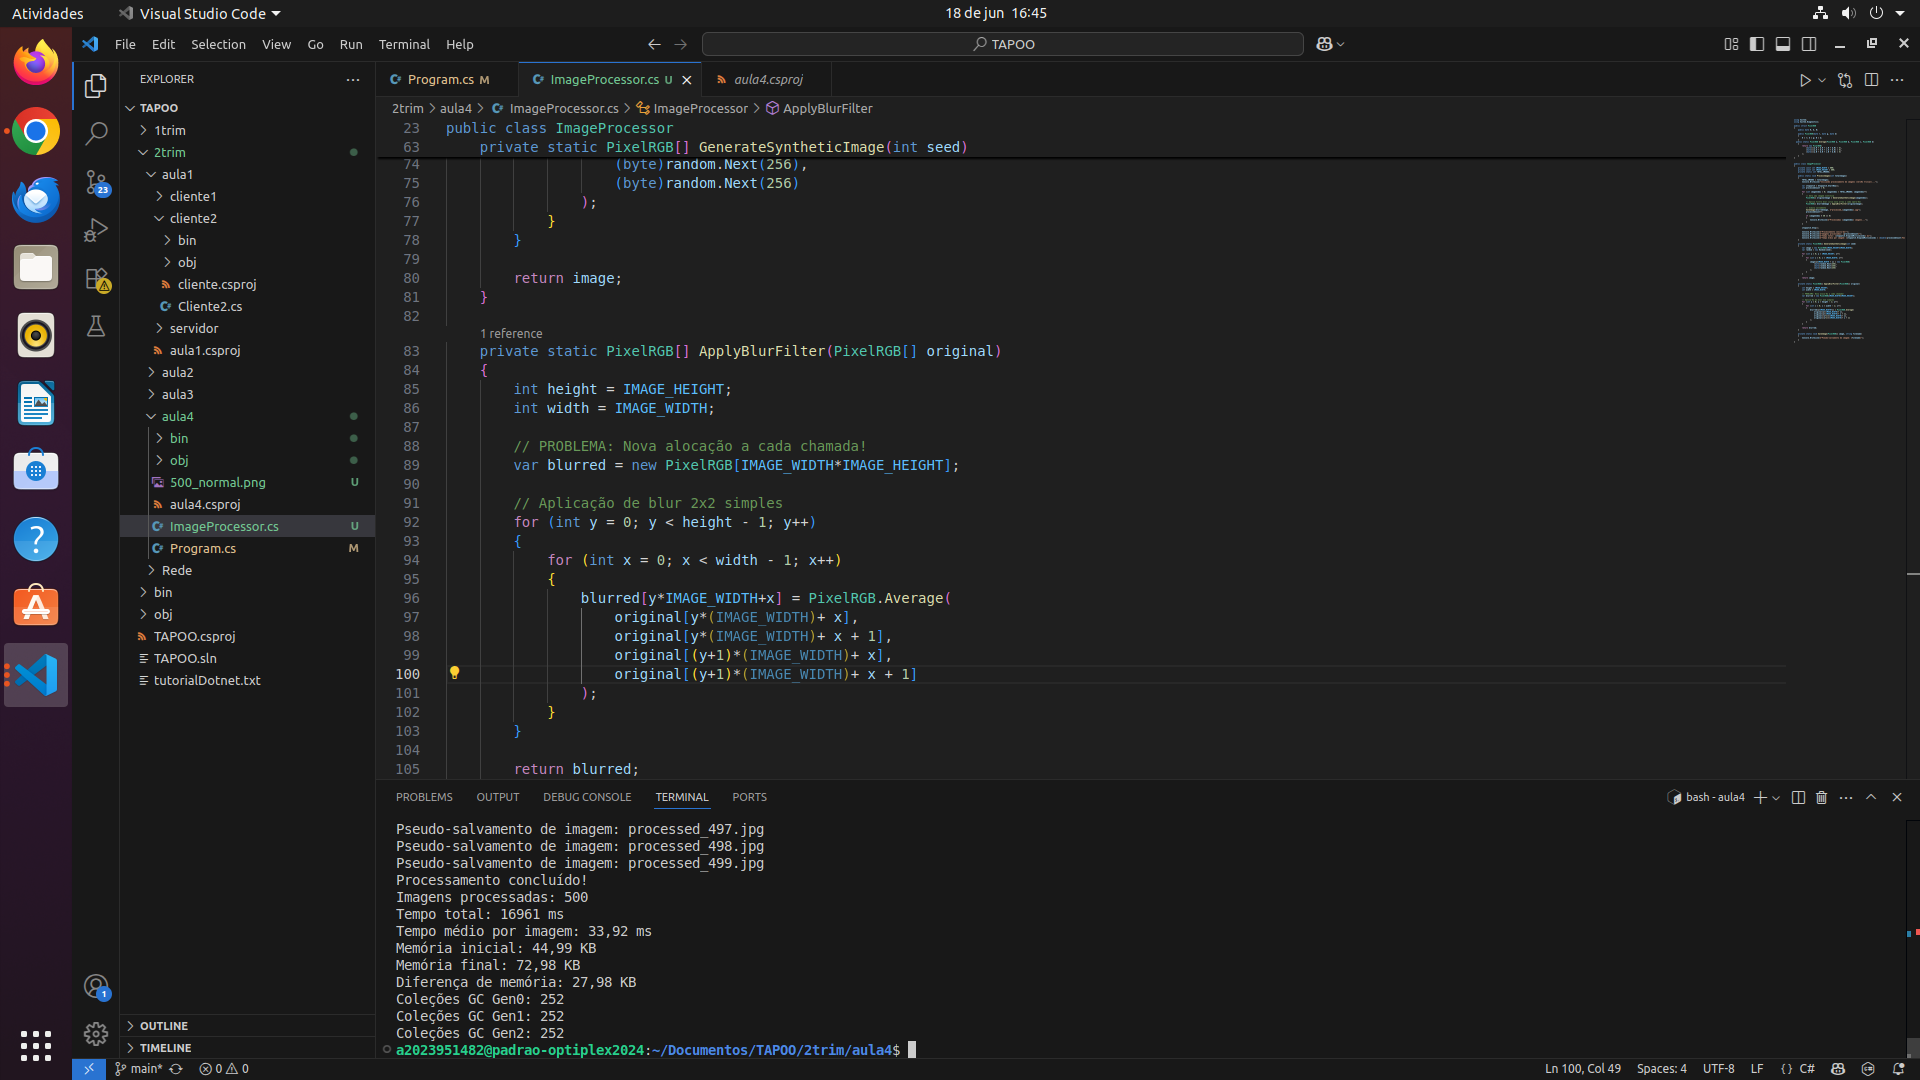 Atividades
Visual Studio Code
18 de jun 16:45
File Edit Selection View Go Run Terminal Help
TAPOO
EXPLORER
TAPOO
1trim
2trim
aula1
cliente1
cliente2
bin
obj
cliente.csproj
Cliente2.cs
servidor
aula1.csproj
aula2
aula3
aula4
bin
obj
500_normal.png U
aula4.csproj
ImageProcessor.cs U
Program.cs M
Rede
bin
obj
TAPOO.csproj
TAPOO.sln
tutorialDotnet.txt
OUTLINE
TIMELINE
23
1
Program.cs M
ImageProcessor.cs U
aula4.csproj
2trim > aula4 > ImageProcessor.cs > ImageProcessor > ApplyBlurFilter
23 public class ImageProcessor
63 private static PixelRGB[] GenerateSyntheticImage(int seed)
74 (byte)random.Next(256),
75 (byte)random.Next(256)
76 );
77 }
78 }
79
80 return image;
81 }
82
1 reference
83 private static PixelRGB[] ApplyBlurFilter(PixelRGB[] original)
84 {
85 int height = IMAGE_HEIGHT;
86 int width = IMAGE_WIDTH;
87
88 // PROBLEMA: Nova alocação a cada chamada!
89 var blurred = new PixelRGB[IMAGE_WIDTH*IMAGE_HEIGHT];
90
91 // Aplicação de blur 2x2 simples
92 for (int y = 0; y < height - 1; y++)
93 {
94 for (int x = 0; x < width - 1; x++)
95 {
96 blurred[y*IMAGE_WIDTH+x] = PixelRGB.Average(
97 original[y*(IMAGE_WIDTH)+ x],
98 original[y*(IMAGE_WIDTH)+ x + 1],
99 original[(y+1)*(IMAGE_WIDTH)+ x],
100 original[(y+1)*(IMAGE_WIDTH)+ x + 1]
101 );
102 }
103 }
104
105 return blurred;
PROBLEMS OUTPUT DEBUG CONSOLE TERMINAL PORTS
bash - aula4
Pseudo-salvamento de imagem: processed_497.jpg
Pseudo-salvamento de imagem: processed_498.jpg
Pseudo-salvamento de imagem: processed_499.jpg
Processamento concluído!
Imagens processadas: 500
Tempo total: 16961 ms
Tempo médio por imagem: 33,92 ms
Memória inicial: 44,99 KB
Memória final: 72,98 KB
Diferença de memória: 27,98 KB
Coleções GC Gen0: 252
Coleções GC Gen1: 252
Coleções GC Gen2: 252
a2023951482@padrao-optiplex2024:~/Documentos/TAPOO/2trim/aula4$
main* 0 0
Ln 100, Col 49 Spaces: 4 UTF-8 LF {} C#